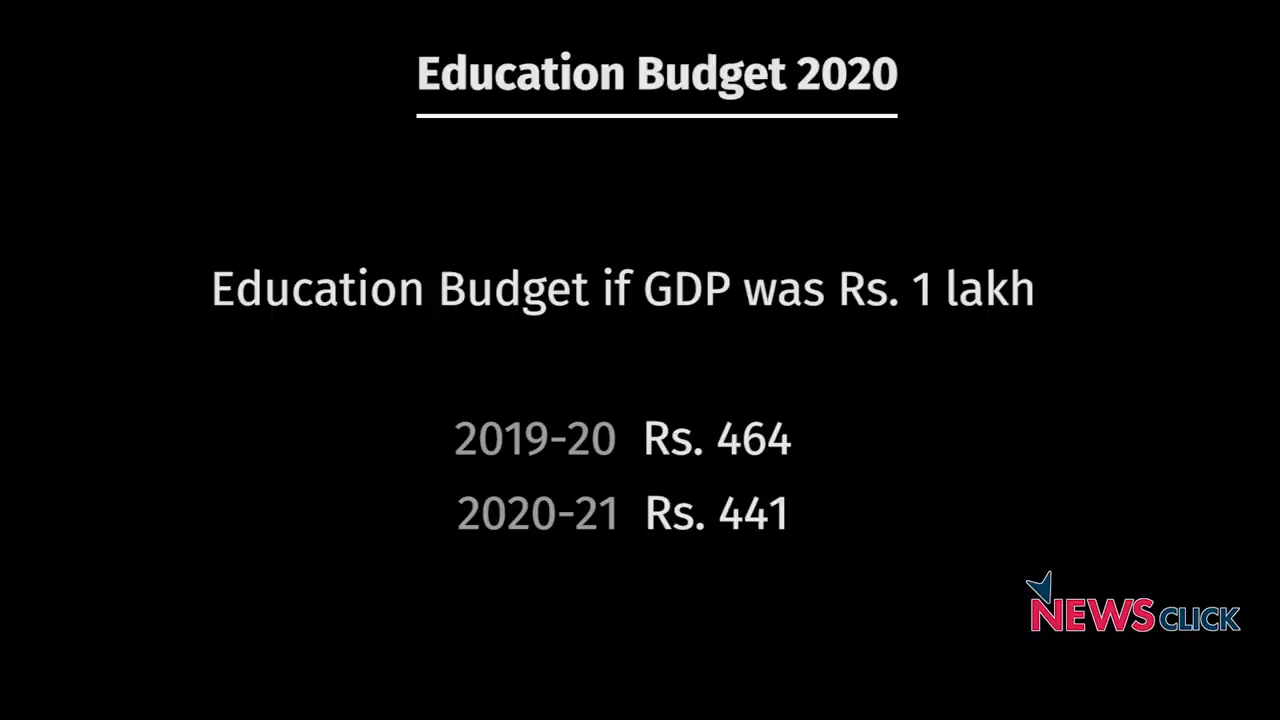 Education Budget 2020
Education Budget if GDP was Rs. 1 lakh
2019-20 Rs. 464
2020-21 Rs. 441
NEWSCLICK